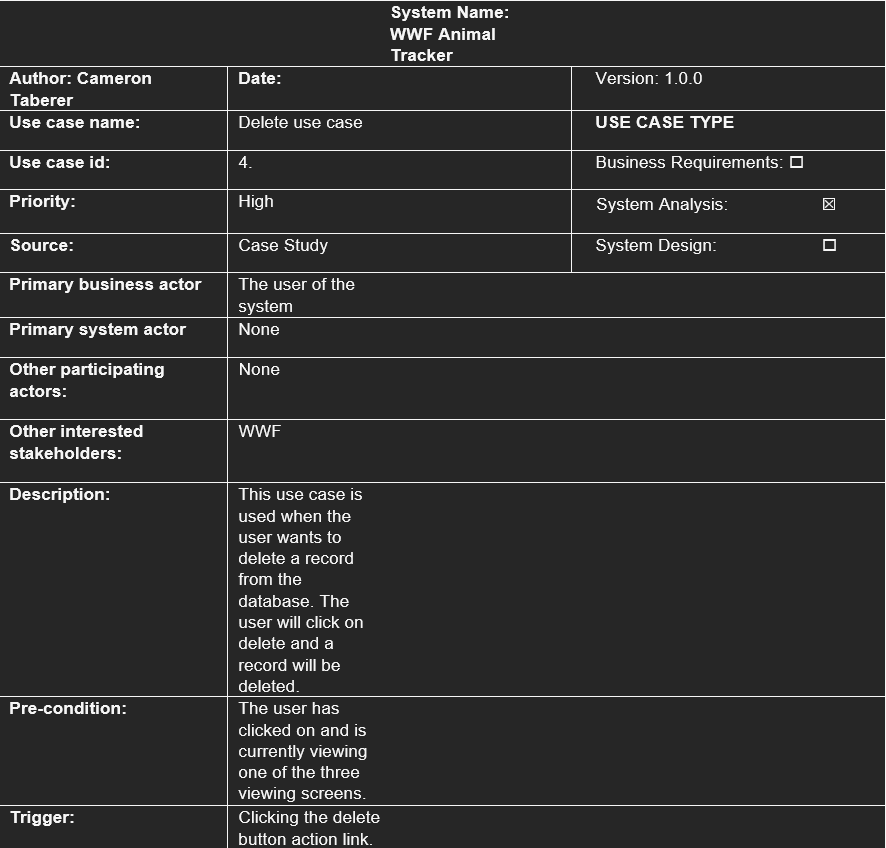 System Name:
WWF Animal
Tracker
Author: Cameron
Taberer
Date:
Version: 1.0.0
Use case name:
Delete use case
USE CASE TYPE
Use case id:
4.
Business Requirements: ☐
Priority:
High
System Analysis: ☒
Source:
Case Study
System Design: ☐
Primary business actor
The user of the
system
Primary system actor
None
Other participating
actors:
None
Other interested
stakeholders:
WWF
Description:
This use case is
used when the
user wants to
delete a record
from the
database. The
user will click on
delete and a
record will be
deleted.
Pre-condition:
The user has
clicked on and is
currently viewing
one of the three
viewing screens.
Trigger:
Clicking the delete
button action link.